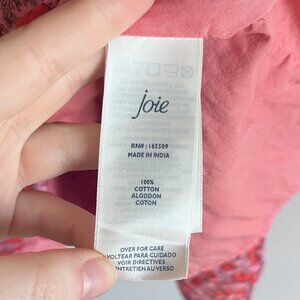 joie
RN#: 165589
MADE IN INDIA
100%
COTTON
ALGODON
COTON
OVER FOR CARE
VOLTEAR PARA CUIDADO
VOIR DIRECTIVES
D'ENTRETIEN AU VERSO